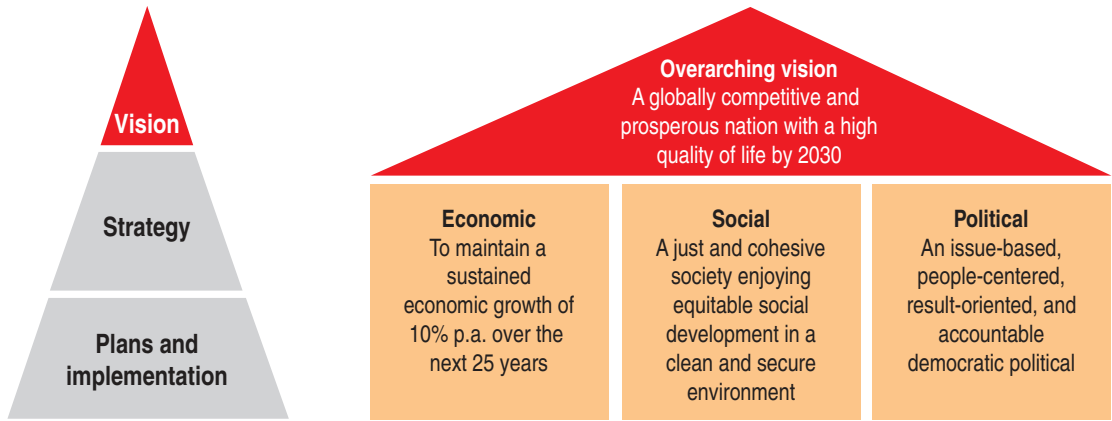 Vision
Strategy
Plans and
implementation
Overarching vision
A globally competitive and
prosperous nation with a high
quality of life by 2030
Economic
To maintain a
sustained
economic growth of
10% p.a. over the
next 25 years
Social
A just and cohesive
society enjoying
equitable social
development in a
clean and secure
environment
Political
An issue-based,
people-centered,
result-oriented, and
accountable
democratic political